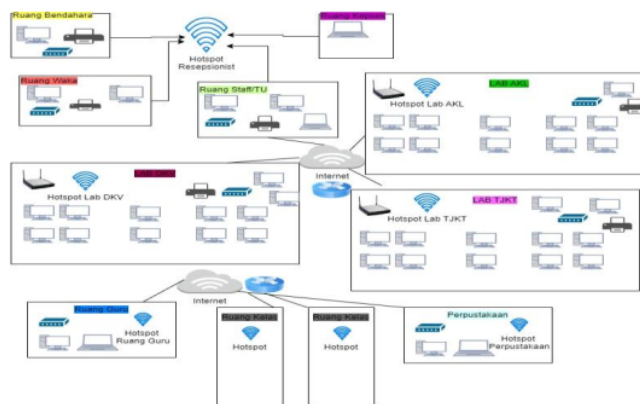 Ruang Bendahara
Ruang Kepsek
Hotspot
Resepsionist
Ruang Waka
Ruang Staff/TU
LAB AKL
Hotspot Lab AKL
Internet
LAB DKV
Hotspot Lab DKV
LAB TJKT
Hotspot Lab TJKT
Internet
Ruang Guru
Hotspot
Ruang Guru
Ruang Kelas
Hotspot
Ruang Kelas
Hotspot
Perpustakaan
Hotspot
Perpustakaan